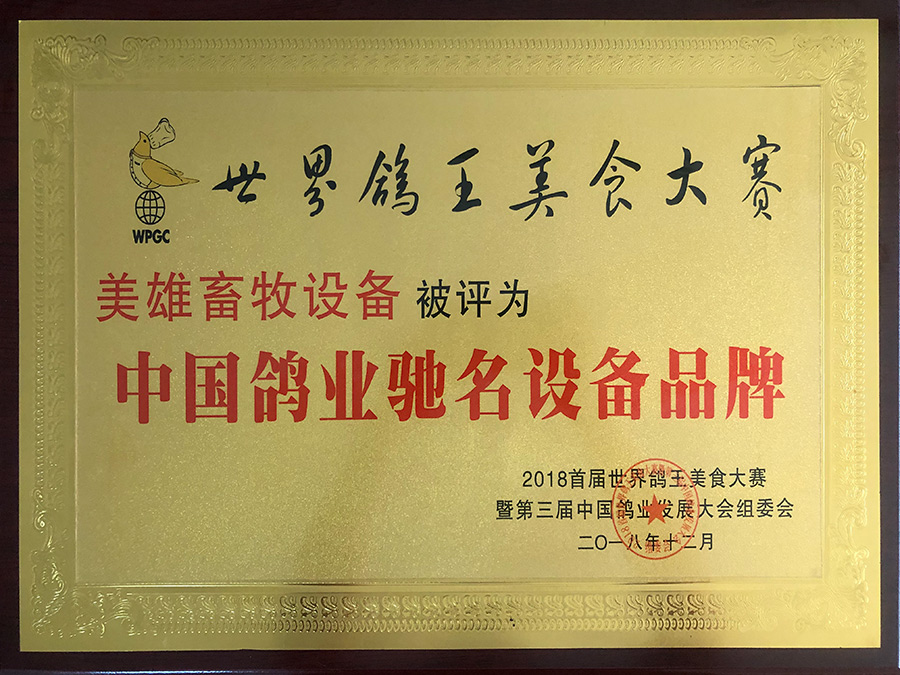 世界鸽王美食大賽
WPGC
美雄畜牧设备 被评为
中国鸽业驰名设备品牌
2018首届世界鸽王美食大赛
暨第三届中国鸽业发展大会组委会
二〇一八年十二月